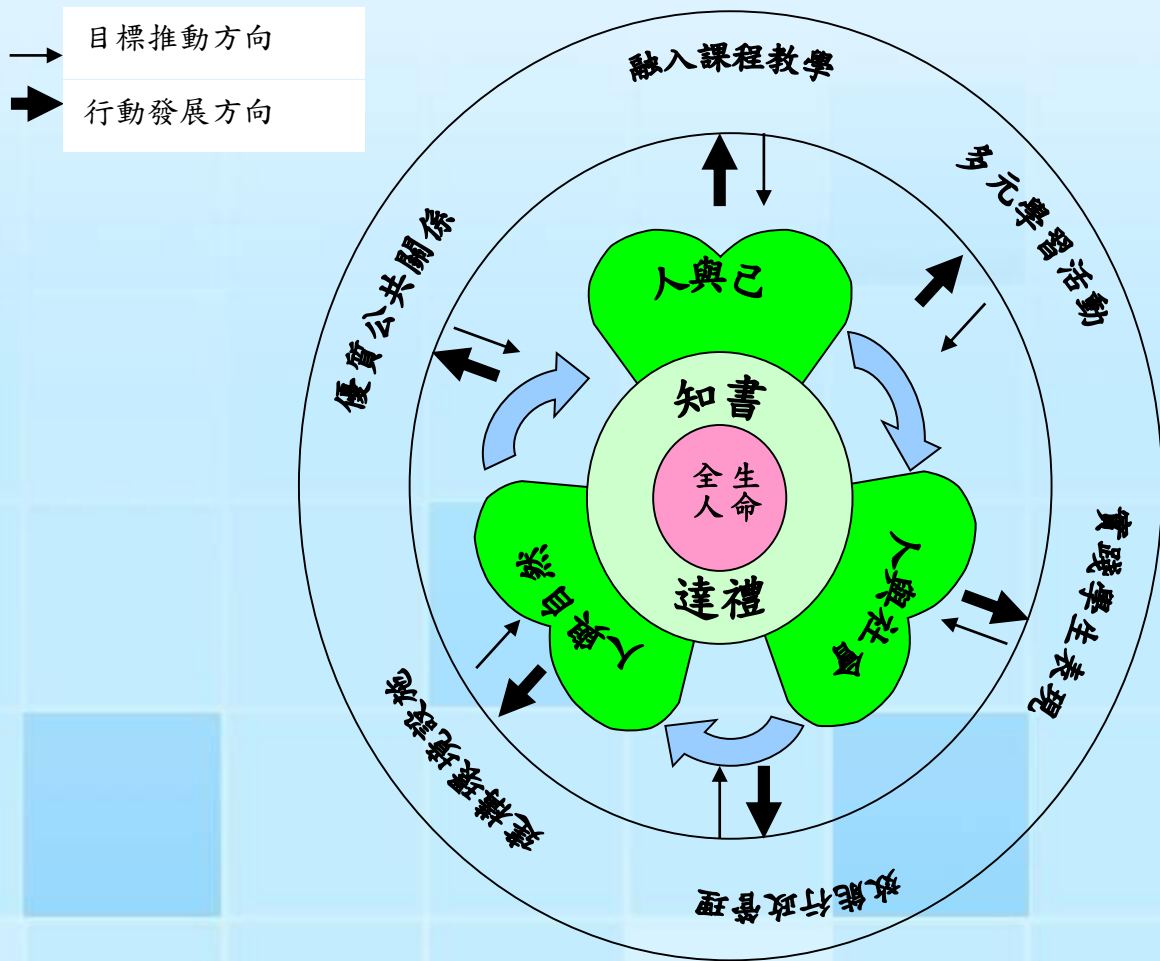 目標推動方向
行動發展方向
融入課程教學
多元學習活動
實踐學生表現
效能行政管理
建構環境設施
優質公共關係
人與己
人與社會
人與自然
知書
達禮
全人
生命